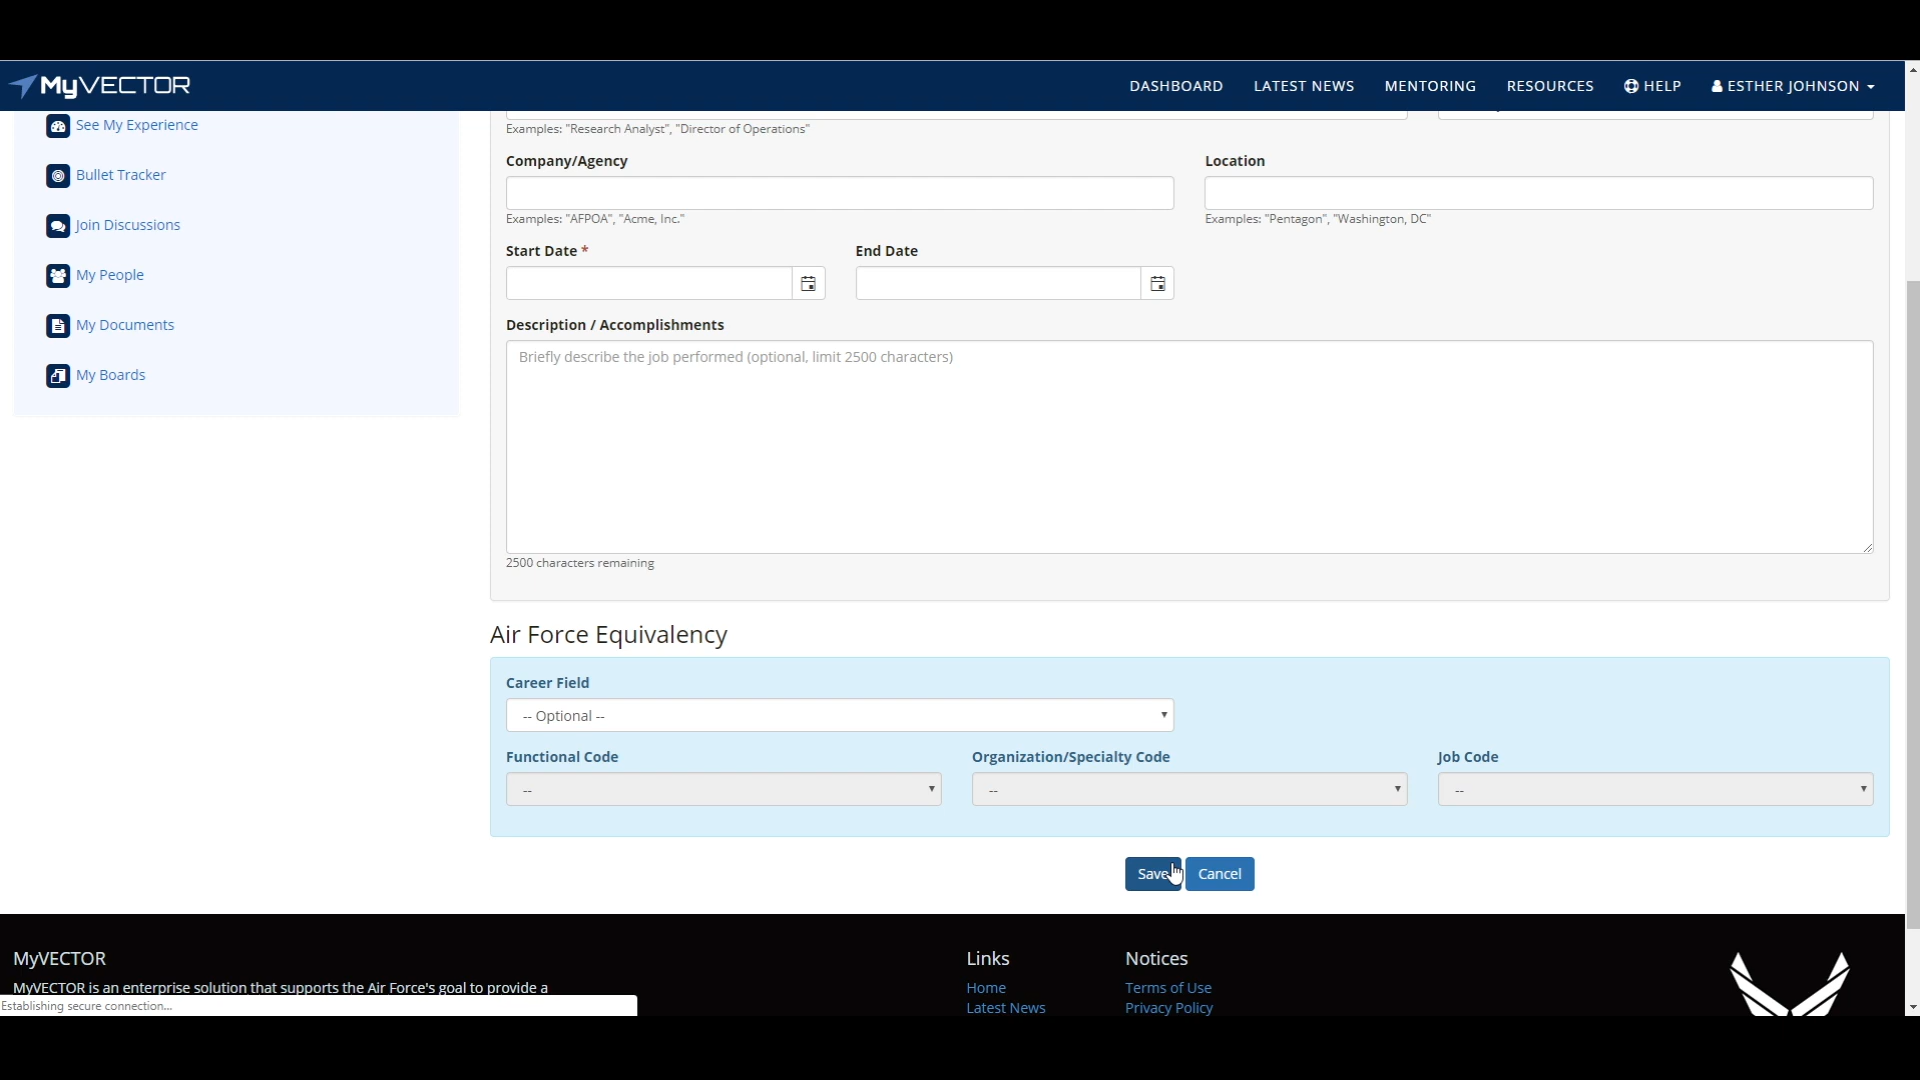 MyVECTOR
DASHBOARD LATEST NEWS MENTORING RESOURCES HELP ESTHER JOHNSON
See My Experience
Bullet Tracker
Join Discussions
My People
My Documents
My Boards
Examples: "Research Analyst", "Director of Operations"
Company/Agency Location
Examples: "AFPOA", "Acme, Inc." Examples: "Pentagon", "Washington, DC"
Start Date * End Date
Description / Accomplishments
Briefly describe the job performed (optional, limit 2500 characters)
2500 characters remaining
Air Force Equivalency
Career Field
-- Optional --
Functional Code Organization/Specialty Code Job Code
-- -- --
Save Cancel
MyVECTOR Links Notices
MyVECTOR is an enterprise solution that supports the Air Force's goal to provide a Home Terms of Use
Establishing secure connection... Latest News Privacy Policy